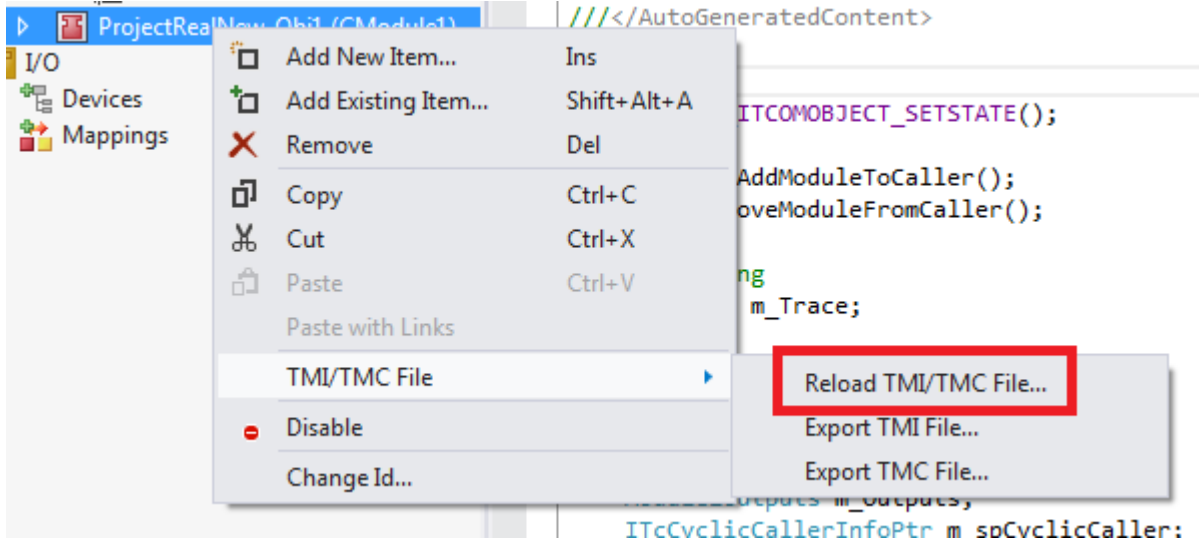 ///</AutoGeneratedContent>
ProjectRealNew_Obj1 (CModule1)
I/O
Devices
Mappings
Add New Item... Ins
Add Existing Item... Shift+Alt+A
Remove Del
Copy Ctrl+C
Cut Ctrl+X
Paste Ctrl+V
Paste with Links
TMI/TMC File
Disable
Change Id...
Reload TMI/TMC File...
Export TMI File...
Export TMC File...
ITCOMOBJECT_SETSTATE();
AddModuleToCaller();
oveModuleFromCaller();
ng
m_Trace;
m_Outputs;
ITcCyclicCallerInfoPtr m_spCyclicCaller;